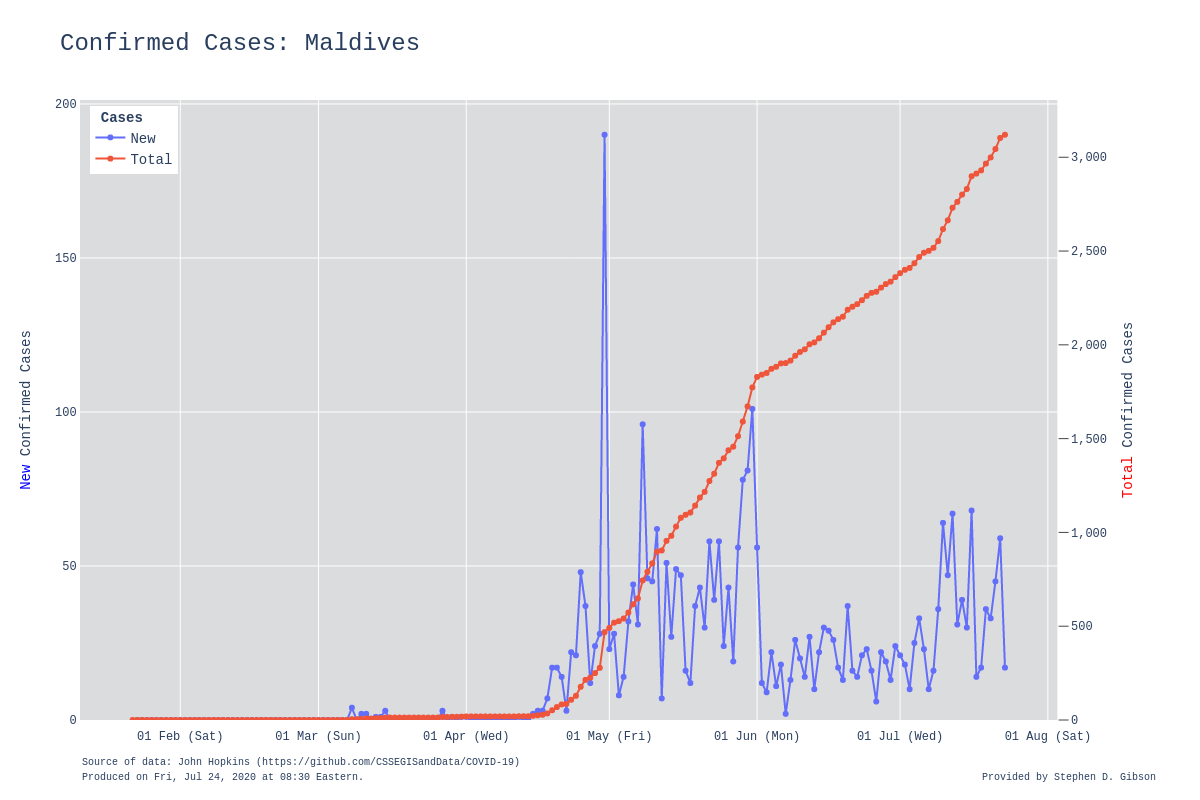 Confirmed Cases: Maldives
Cases
New
Total
200
150
100
50
0
3,000
2,500
2,000
1,500
1,000
500
0
New Confirmed Cases
Total Confirmed Cases
01 Feb (Sat)
01 Mar (Sun)
01 Apr (Wed)
01 May (Fri)
01 Jun (Mon)
01 Jul (Wed)
01 Aug (Sat)
Source of data: John Hopkins (https://github.com/CSSEGISandData/COVID-19)
Produced on Fri, Jul 24, 2020 at 08:30 Eastern.
Provided by Stephen D. Gibson